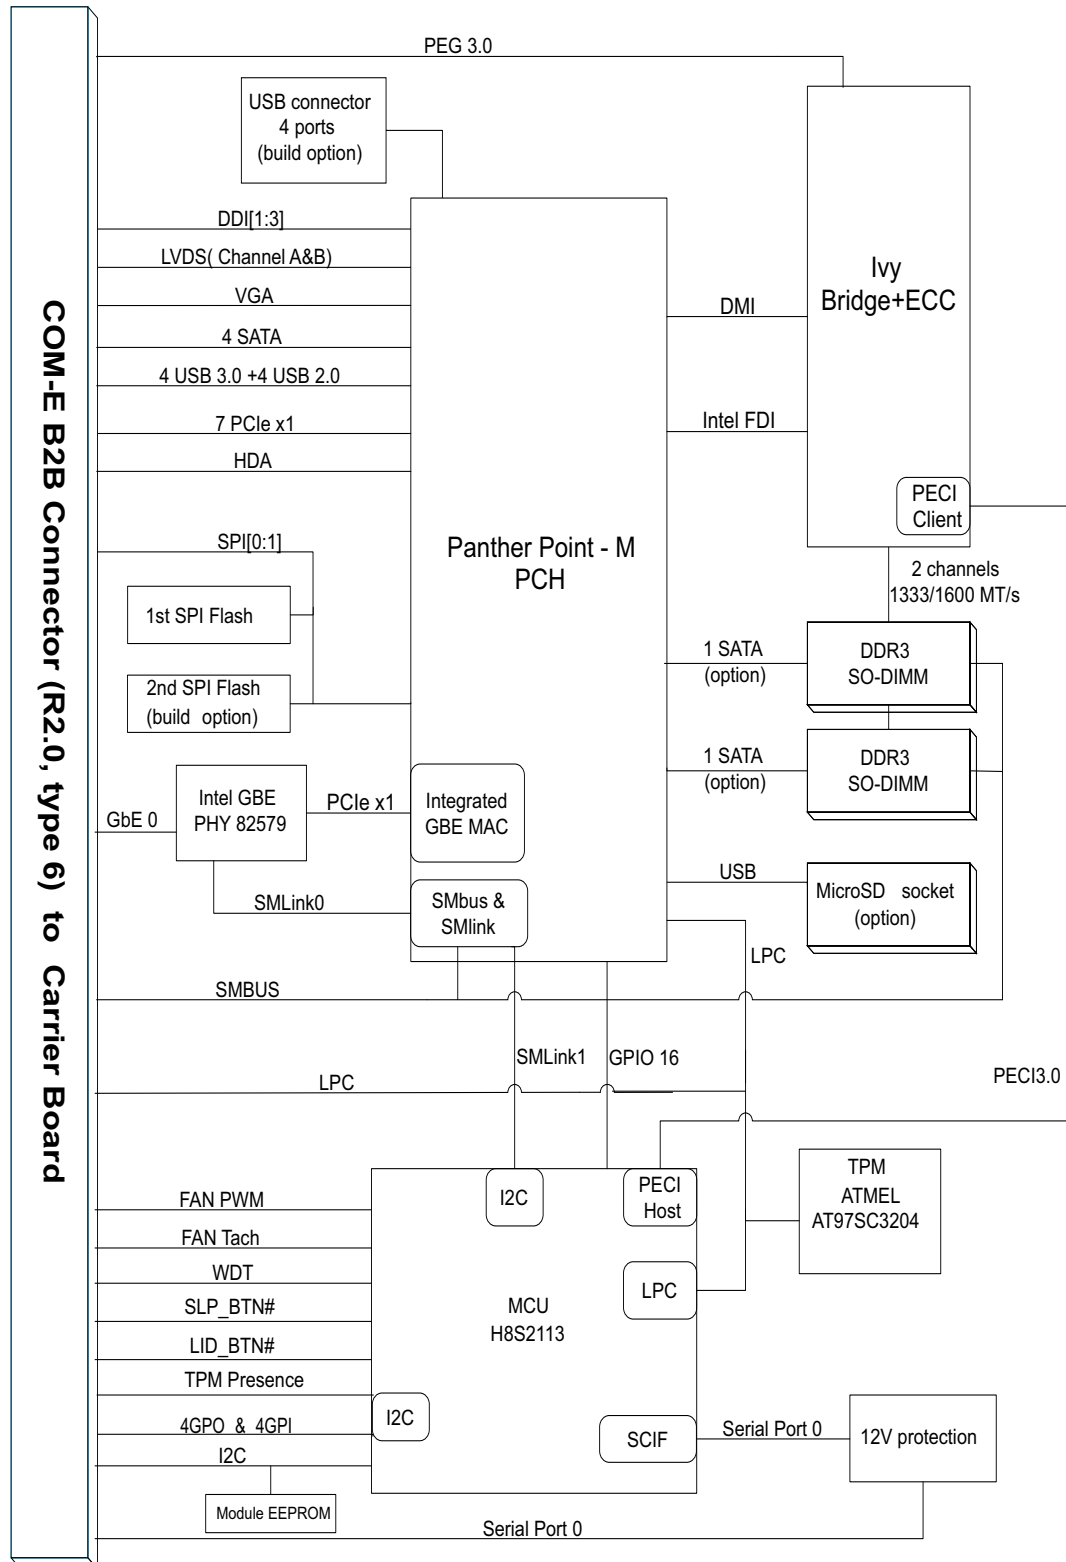 COM-E B2B Connector (R2.0, type 6) to Carrier Board
PEG 3.0
USB connector
4 ports
(build option)
DDI[1:3]
LVDS( Channel A&B)
VGA
4 SATA
4 USB 3.0 +4 USB 2.0
7 PCIe x1
HDA
SPI[0:1]
1st SPI Flash
2nd SPI Flash
(build option)
Panther Point - M
PCH
DMI
Intel FDI
Ivy
Bridge+ECC
PECI
Client
2 channels
1333/1600 MT/s
1 SATA
(option)
DDR3
SO-DIMM
1 SATA
(option)
DDR3
SO-DIMM
GbE 0
Intel GBE
PHY 82579
PCIe x1
Integrated
GBE MAC
SMLink0
SMbus &
SMlink
USB
MicroSD socket
(option)
LPC
SMBUS
SMLink1
GPIO 16
LPC
PECI3.0
FAN PWM
FAN Tach
WDT
SLP_BTN#
LID_BTN#
TPM Presence
4GPO & 4GPI
I2C
Module EEPROM
I2C
PECI
Host
LPC
MCU
H8S2113
I2C
SCIF
TPM
ATMEL
AT97SC3204
Serial Port 0
12V protection
Serial Port 0